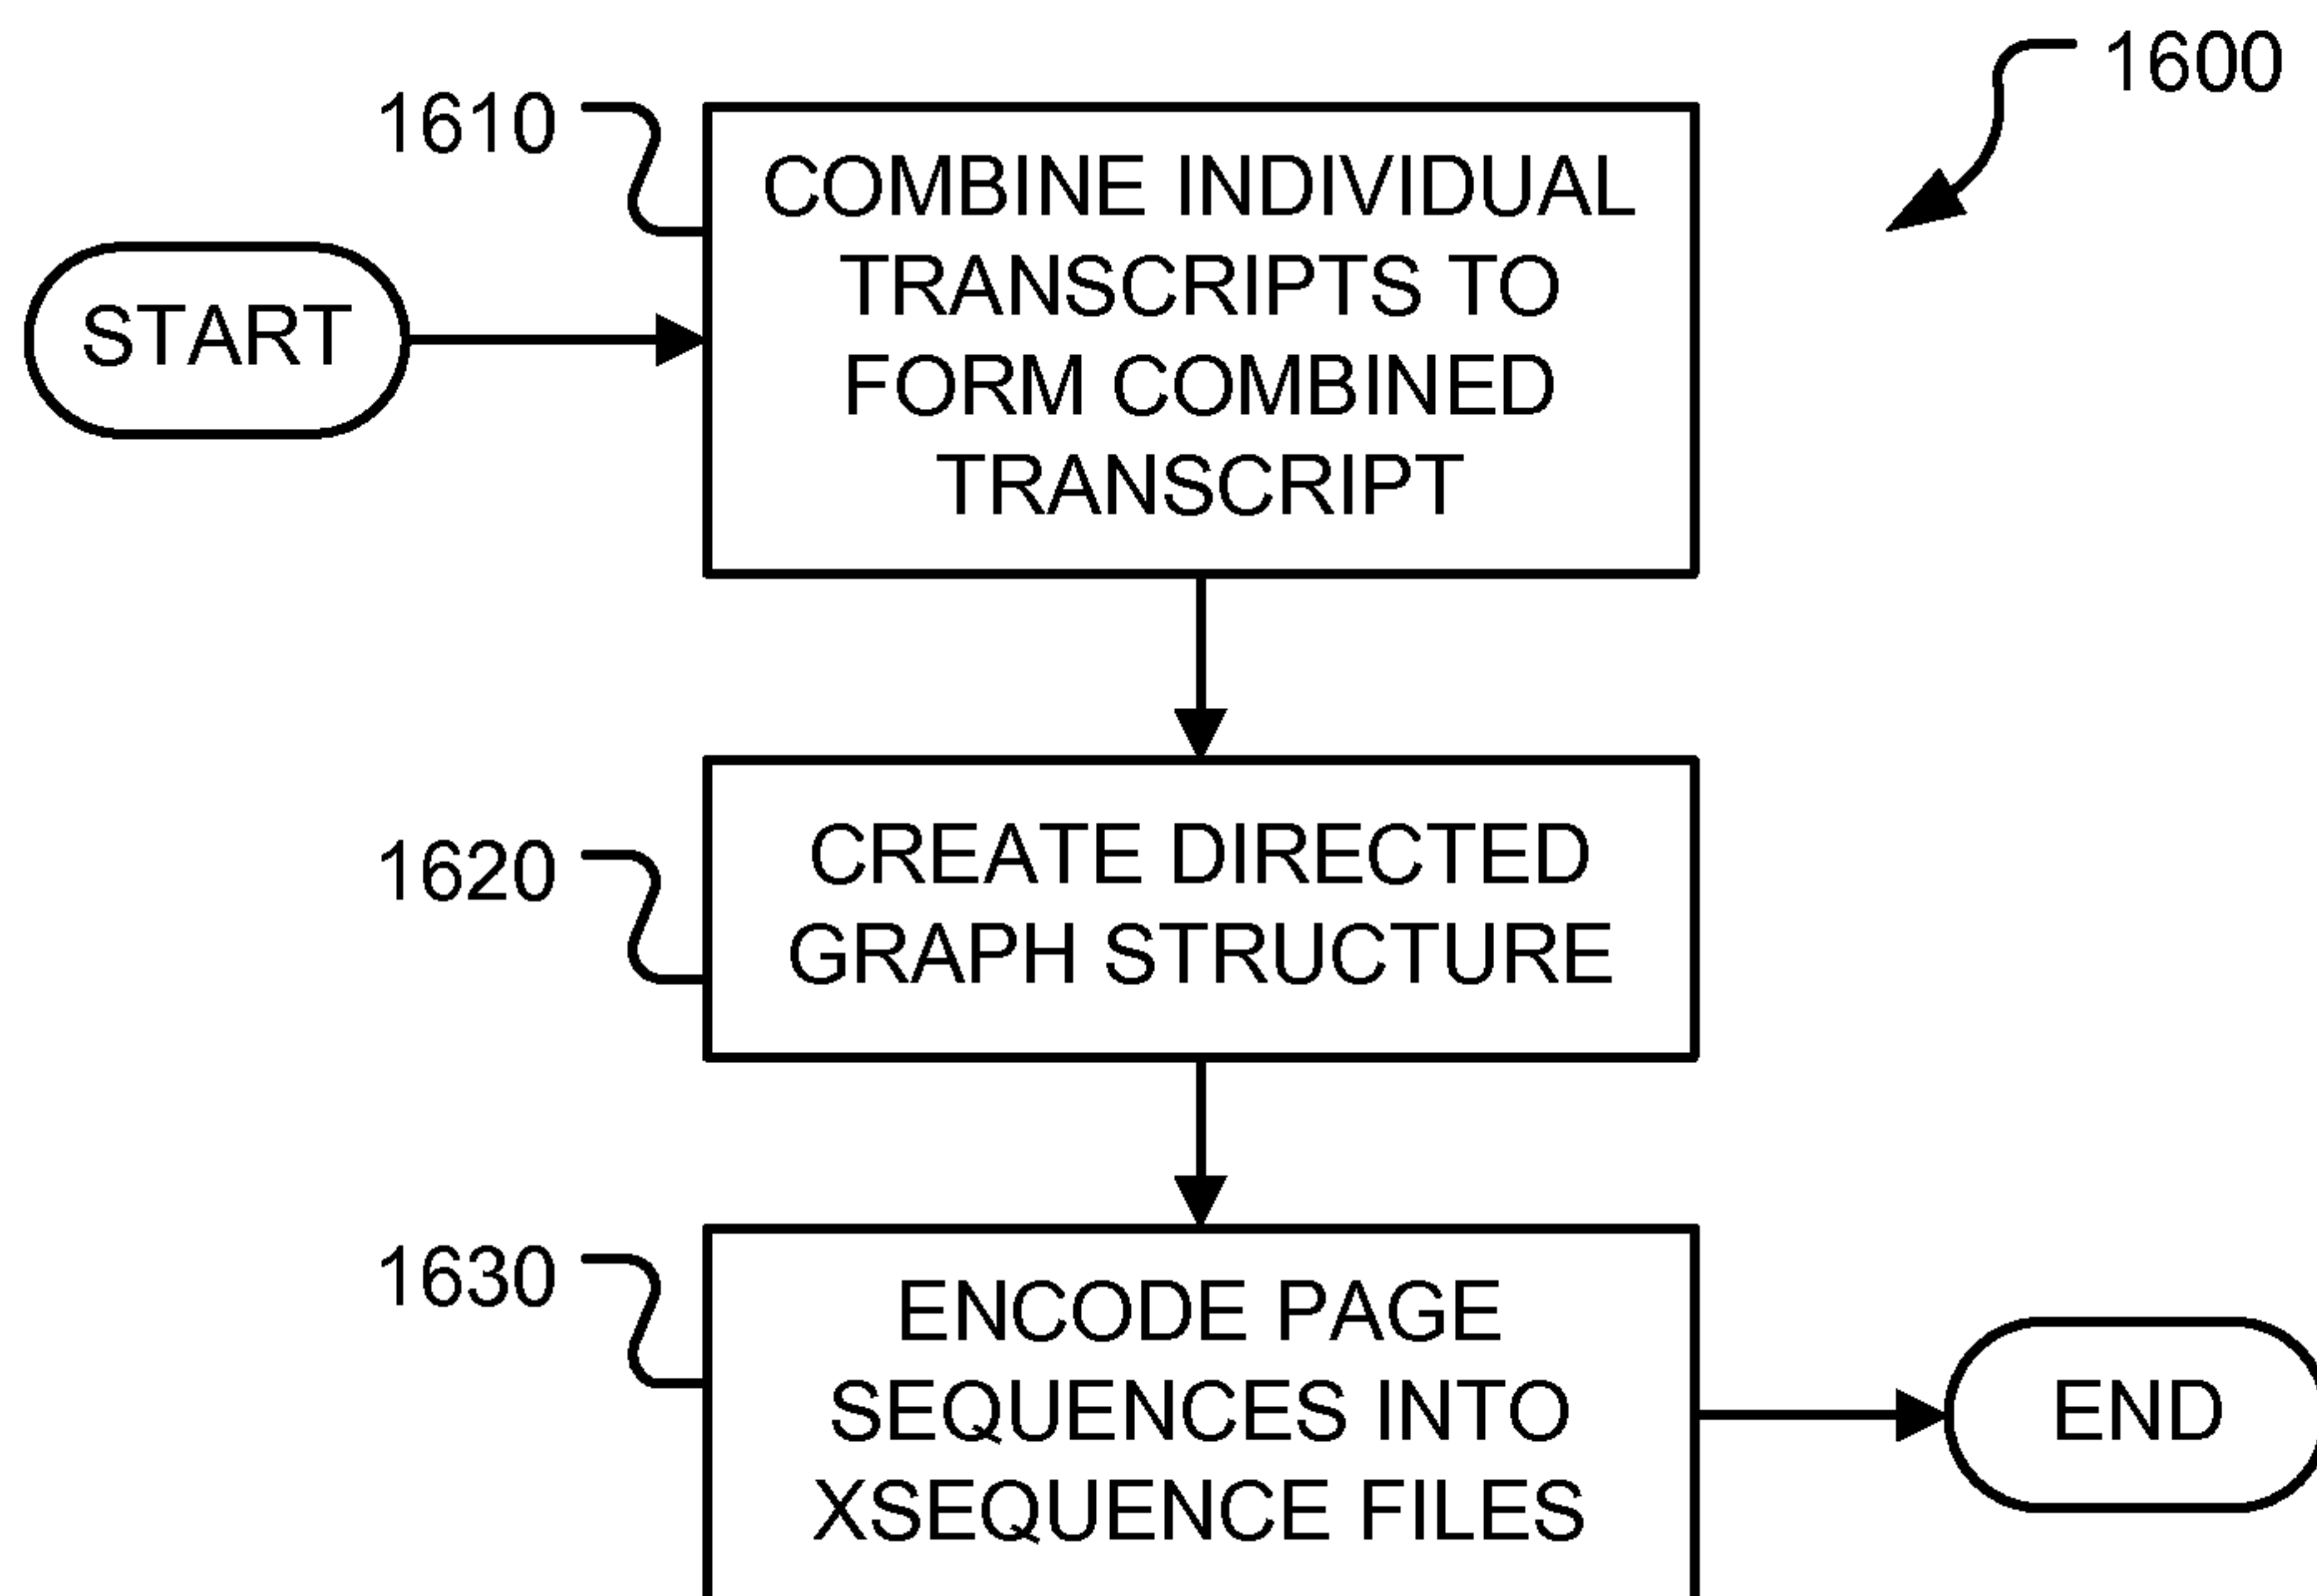 1600
1610
COMBINE INDIVIDUAL
TRANSCRIPTS TO
FORM COMBINED
TRANSCRIPT
START
1620
CREATE DIRECTED
GRAPH STRUCTURE
1630
ENCODE PAGE
SEQUENCES INTO
XSEQUENCE FILES
END